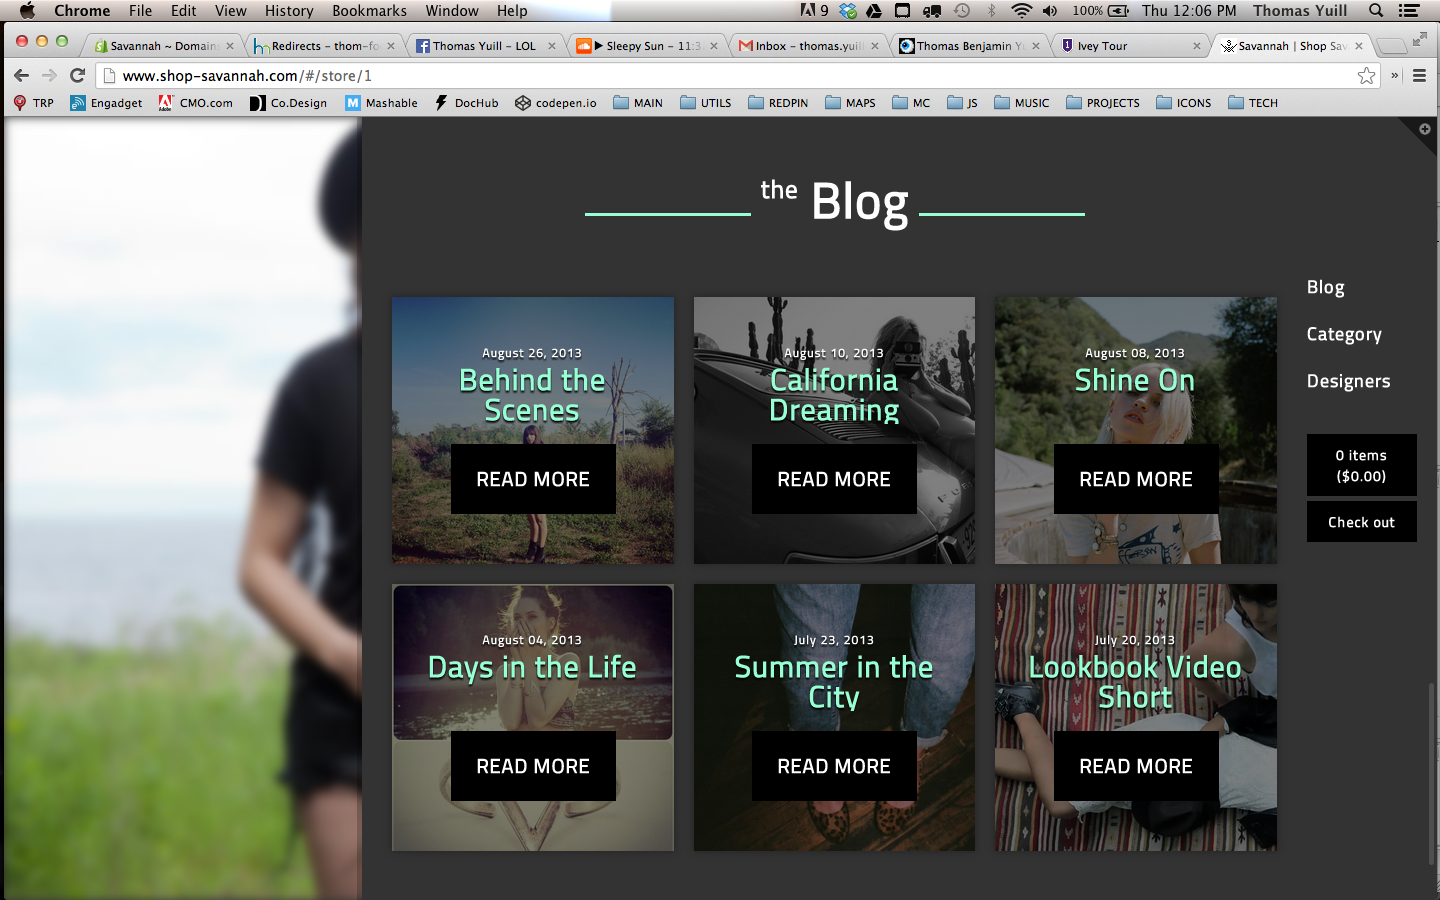 Chrome File Edit View History Bookmarks Window Help 9 100% Thu 12:06 PM Thomas Yuill
Savannah ~ Domain Redirects – thom-fo Thomas Yuill – LOL Sleepy Sun – 11:3 Inbox – thomas.yuil Thomas Benjamin Y Ivey Tour Savannah | Shop Sav
www.shop-savannah.com/#/store/1
TRP Engadget CMO.com Co.Design Mashable DocHub codepen.io MAIN UTILS REDPIN MAPS MC JS MUSIC PROJECTS ICONS TECH
the Blog
Blog
Category
Designers
0 items
($0.00)
Check out
August 26, 2013
Behind the
Scenes
READ MORE
August 10, 2013
California
Dreaming
READ MORE
August 08, 2013
Shine On
READ MORE
August 04, 2013
Days in the Life
READ MORE
July 23, 2013
Summer in the
City
READ MORE
July 20, 2013
Lookbook Video
Short
READ MORE